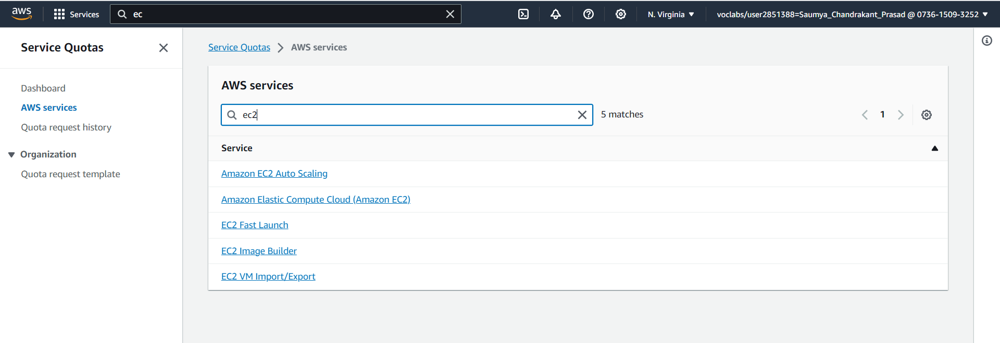 aws Services ec N. Virginia voclabs/user2851388=Saumya_Chandrakant_Prasad @ 0736-1509-3252
Service Quotas
Dashboard
AWS services
Quota request history
Organization
Quota request template
Service Quotas > AWS services
AWS services
ec2 5 matches 1
Service
Amazon EC2 Auto Scaling
Amazon Elastic Compute Cloud (Amazon EC2)
EC2 Fast Launch
EC2 Image Builder
EC2 VM Import/Export